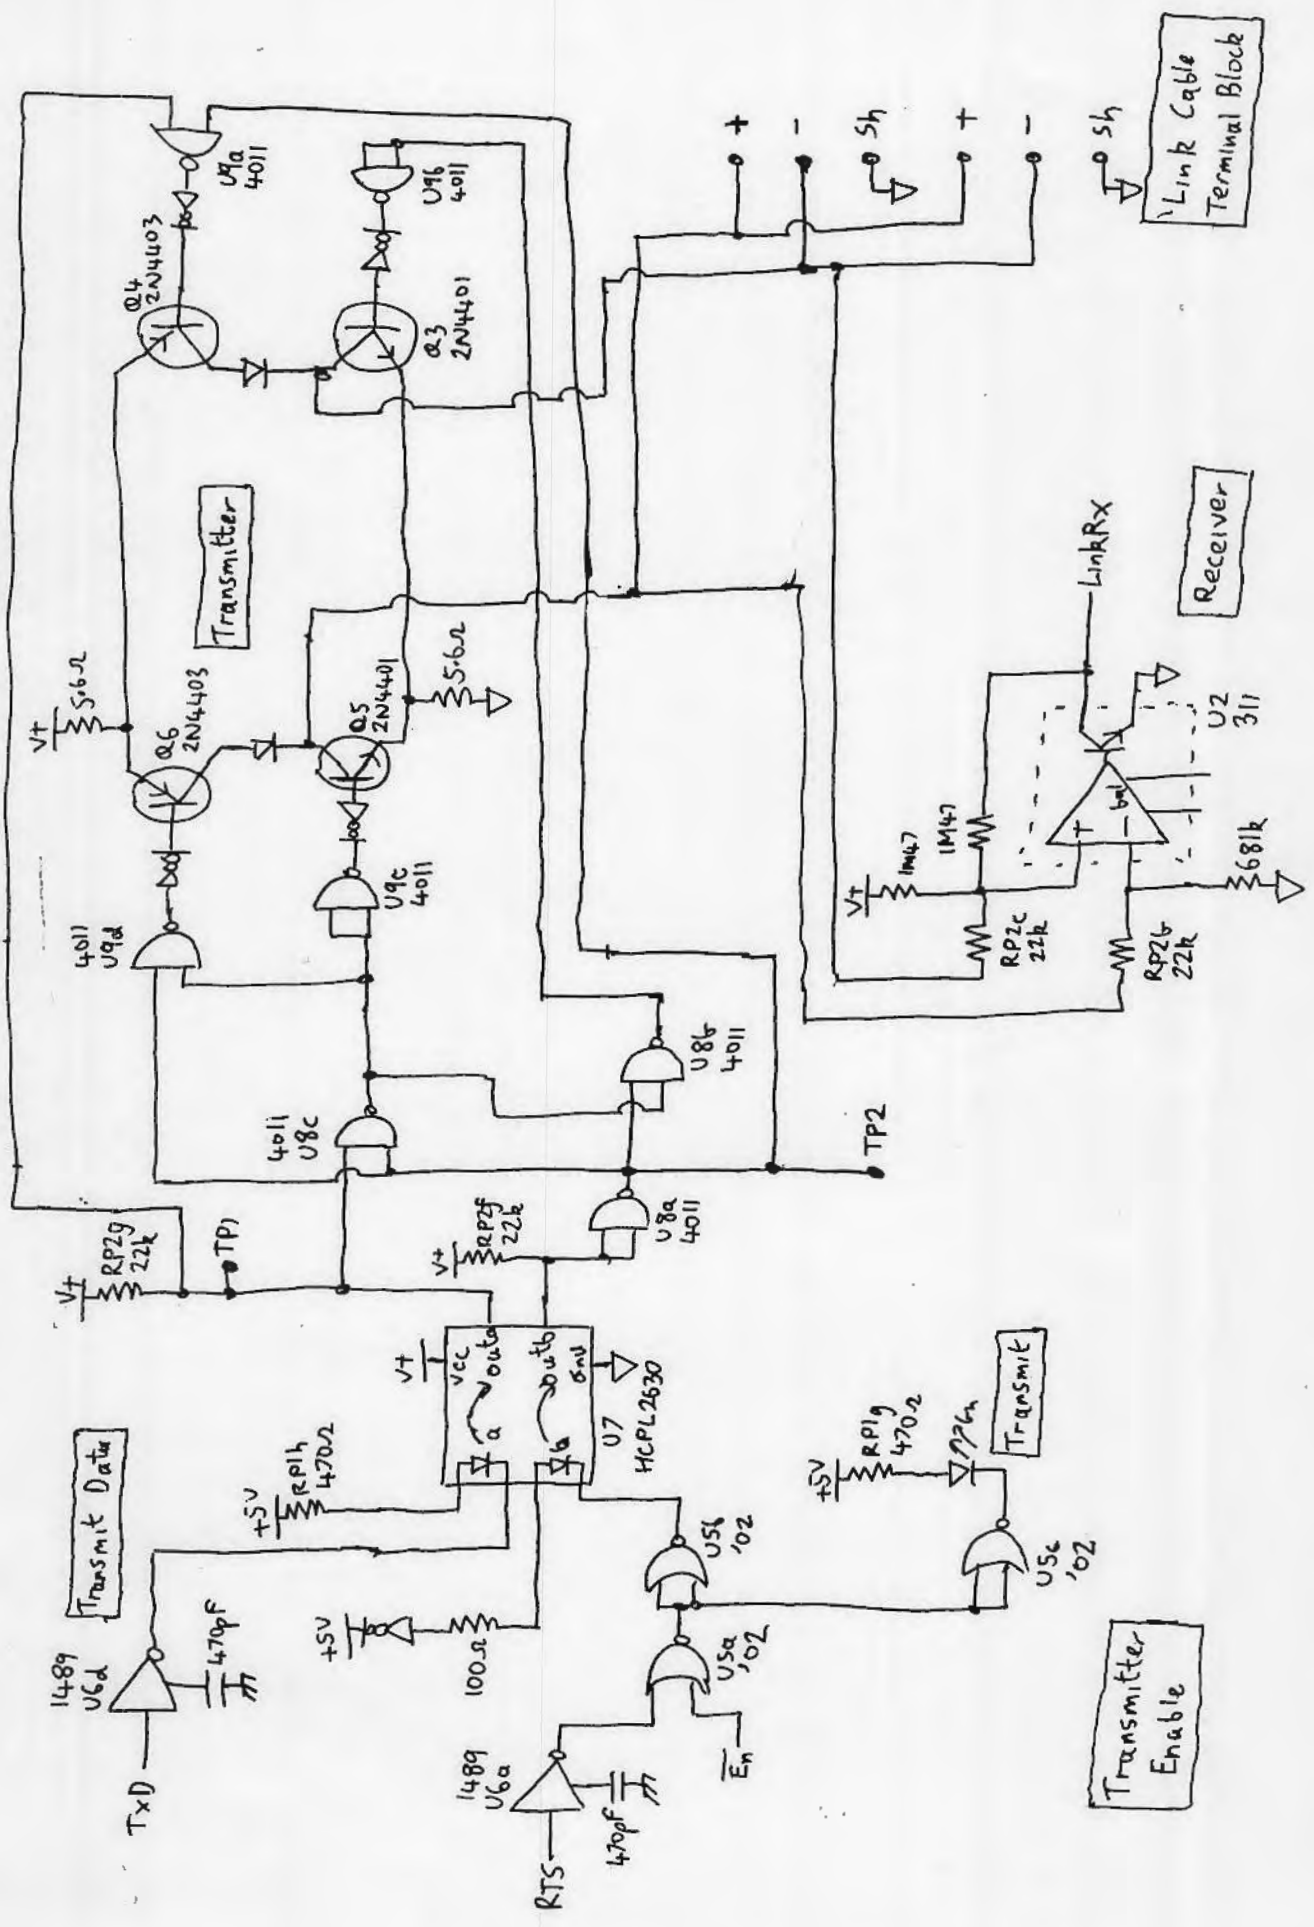 Transmit Data
TxD
1489
U6d
470pF
V+
RP2g
22k
TP1
+5V
RP1h
470Ω
V+
Vcc
outa
a
outb
b
U7
HCPL2630
+5V
100Ω
RTS
1489
U6a
470pF
En
U5a
'02
U5b
'02
+5V
RP1g
470Ω
Transmit
U5c
'02
Transmitter
Enable
V+
RP2f
22k
U8a
4011
TP2
4011
U8c
U8b
4011
4011
U9d
U9c
4011
V+
5.6Ω
Q6
2N4403
Q5
2N4401
5.6Ω
Transmitter
Q4
2N4403
U9a
4011
Q3
2N4401
U9b
4011
+
-
Sh
+
-
Sh
Link Cable
Terminal Block
V+
1M47
1M47
RP2c
22k
RP2b
22k
681k
+
-
bal
U2
311
LinkRx
Receiver